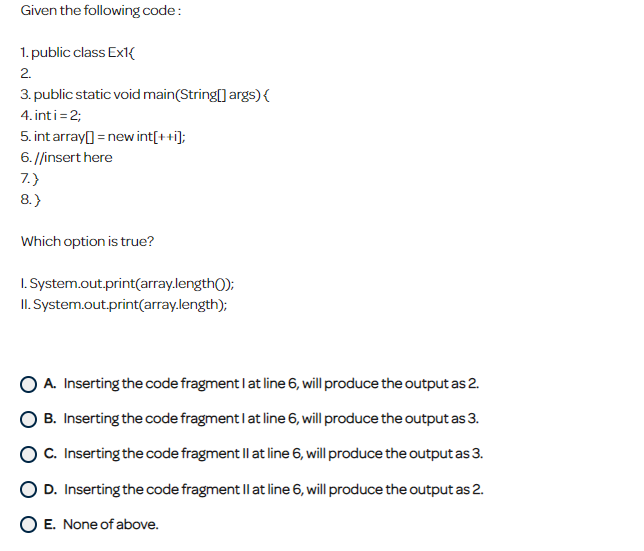 Given the following code :
1. public class Ex1{
2.
3. public static void main(String[] args) {
4. int i = 2;
5. int array[] = new int[++i];
6. //insert here
7. }
8. }
Which option is true?
I. System.out.print(array.length());
II. System.out.print(array.length);
A. Inserting the code fragment I at line 6, will produce the output as 2.
B. Inserting the code fragment I at line 6, will produce the output as 3.
C. Inserting the code fragment II at line 6, will produce the output as 3.
D. Inserting the code fragment II at line 6, will produce the output as 2.
E. None of above.